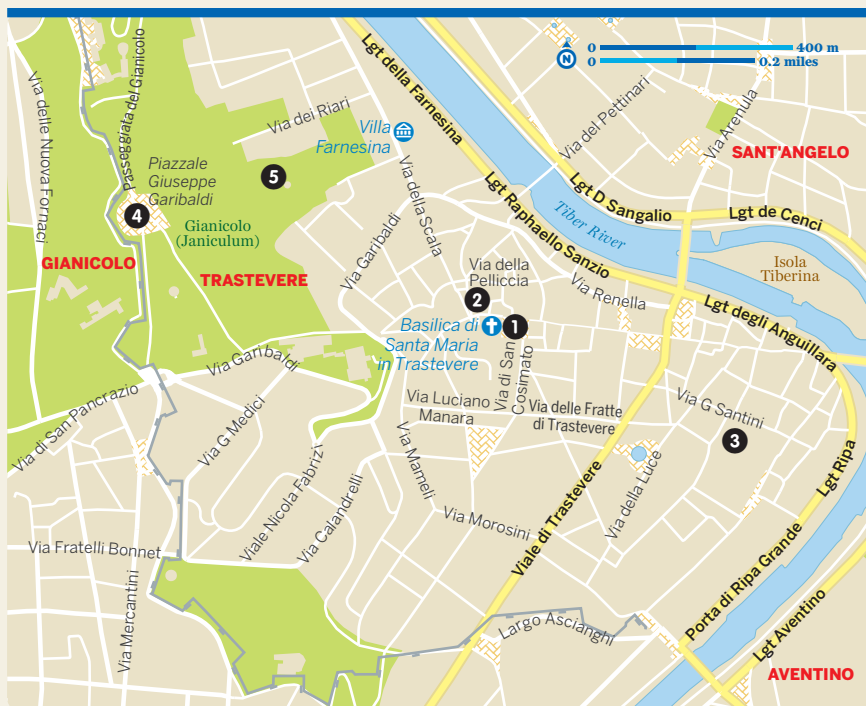 Lgt della Farnesina
N
0 400 m
0 0.2 miles
Passeggiata del Gianicolo
Via delle Nuova Fornaci
Via dei Riari
Villa
Farnesina
Via del Pettinari
Via Arenula
SANT'ANGELO
Piazzale
Giuseppe
Garibaldi
5
4
Via della Scala
Lgt Raphaello Sanzio
Lgt D Sangalio
Lgt de Cenci
Gianicolo
(Janiculum)
Tiber River
GIANICOLO
TRASTEVERE
Via Garibaldi
Via della
Pelliccia
Via Renella
Isola
Tiberina
2
1
Basilica di
Santa Maria
in Trastevere
Lgt degli Anguillara
Via di San
Cosimato
Via Garibaldi
Via di San Pancrazio
Via G Medici
Via Luciano
Manara
Via delle Fratte
di Trastevere
Via G Santini
3
Viale Nicola Fabrizi
Via Calandrelli
Via Mameli
Via Morosini
Viale di Trastevere
Via della Luce
Lgt Ripa
Via Fratelli Bonnet
Via Mercantini
Largo Ascianghi
Porta di Ripa Grande
Lgt Aventino
AVENTINO